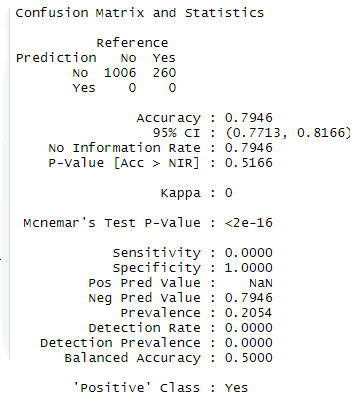 Confusion Matrix and Statistics
Reference
Prediction No Yes
No 1006 260
Yes 0 0
Accuracy : 0.7946
95% CI : (0.7713, 0.8166)
No Information Rate : 0.7946
P-Value [Acc > NIR] : 0.5166
Kappa : 0
Mcnemar's Test P-Value : <2e-16
Sensitivity : 0.0000
Specificity : 1.0000
Pos Pred Value : NaN
Neg Pred Value : 0.7946
Prevalence : 0.2054
Detection Rate : 0.0000
Detection Prevalence : 0.0000
Balanced Accuracy : 0.5000
'Positive' Class : Yes